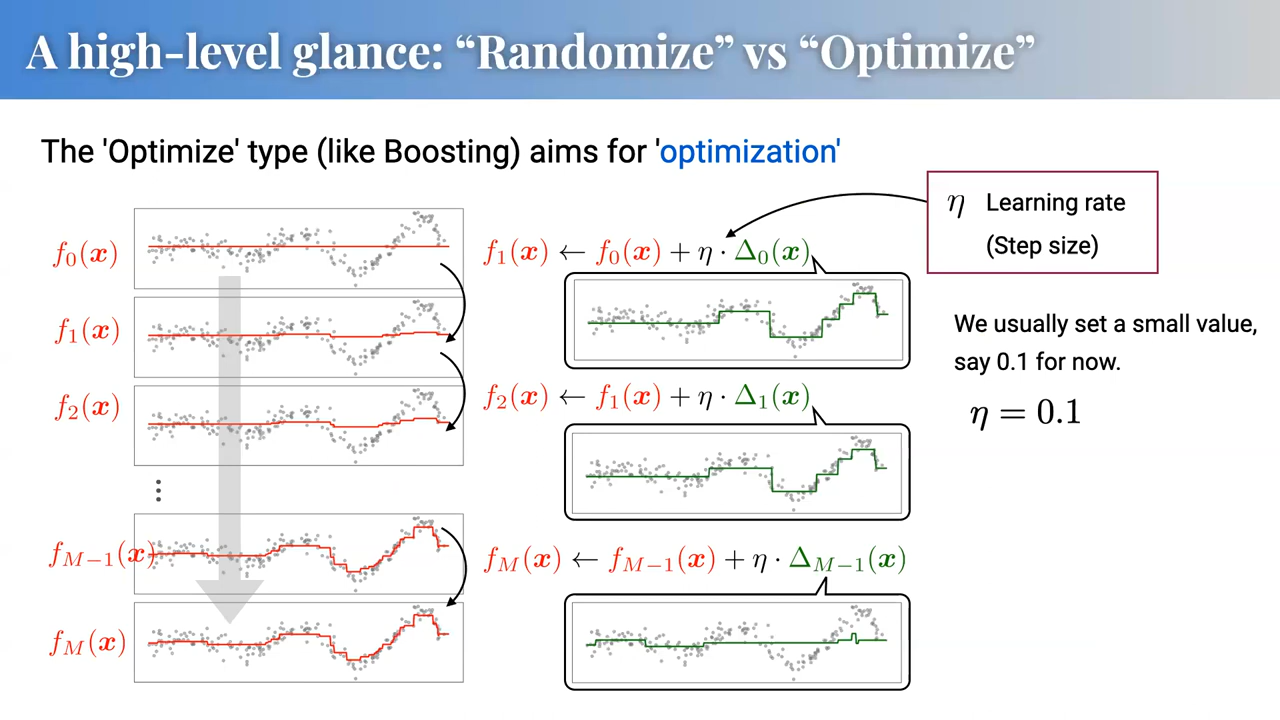 A high-level glance: “Randomize” vs “Optimize”
The 'Optimize' type (like Boosting) aims for 'optimization'
η Learning rate
(Step size)
f₀(x)
f₁(x) ← f₀(x) + η · Δ₀(x)
We usually set a small value,
say 0.1 for now.
η = 0.1
f₁(x)
f₂(x)
f₂(x) ← f₁(x) + η · Δ₁(x)
⋮
f_{M−1}(x)
f_M(x) ← f_{M−1}(x) + η · Δ_{M−1}(x)
f_M(x)